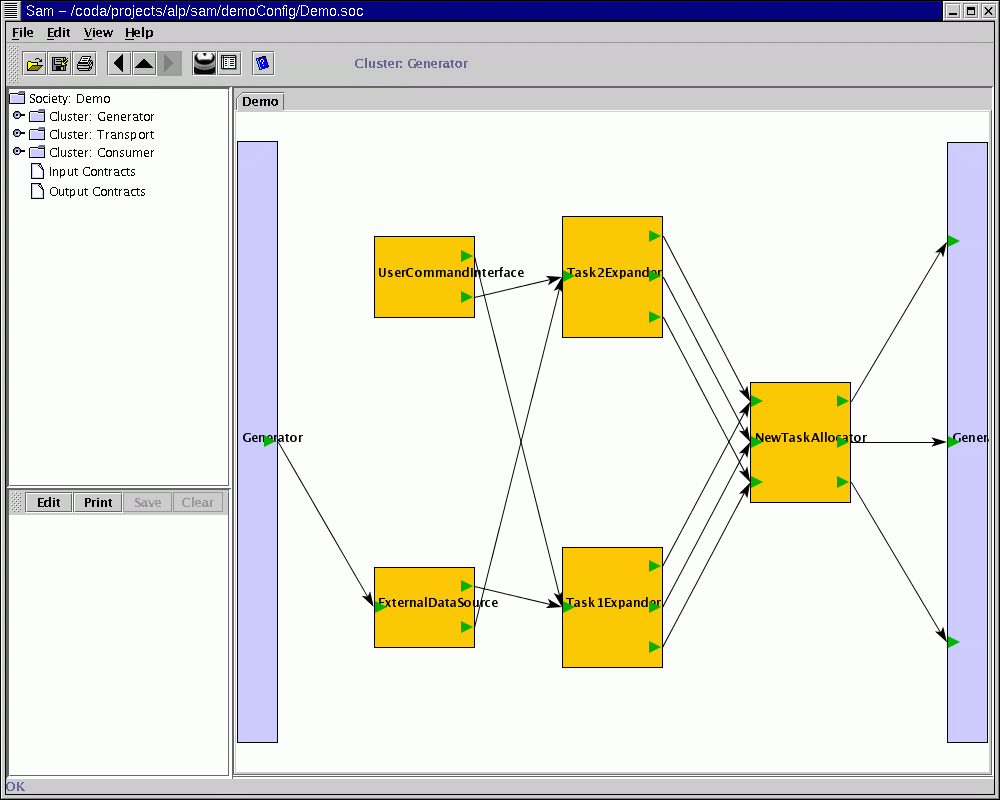 Sam – /coda/projects/alp/sam/demoConfig/Demo.soc
File Edit View Help
Cluster: Generator
Society: Demo
Cluster: Generator
Cluster: Transport
Cluster: Consumer
Input Contracts
Output Contracts
Edit Print Save Clear
Demo
UserCommandInterface
Task2Expander
Generator
NewTaskAllocator
Gener
ExternalDataSource
Task1Expander
OK